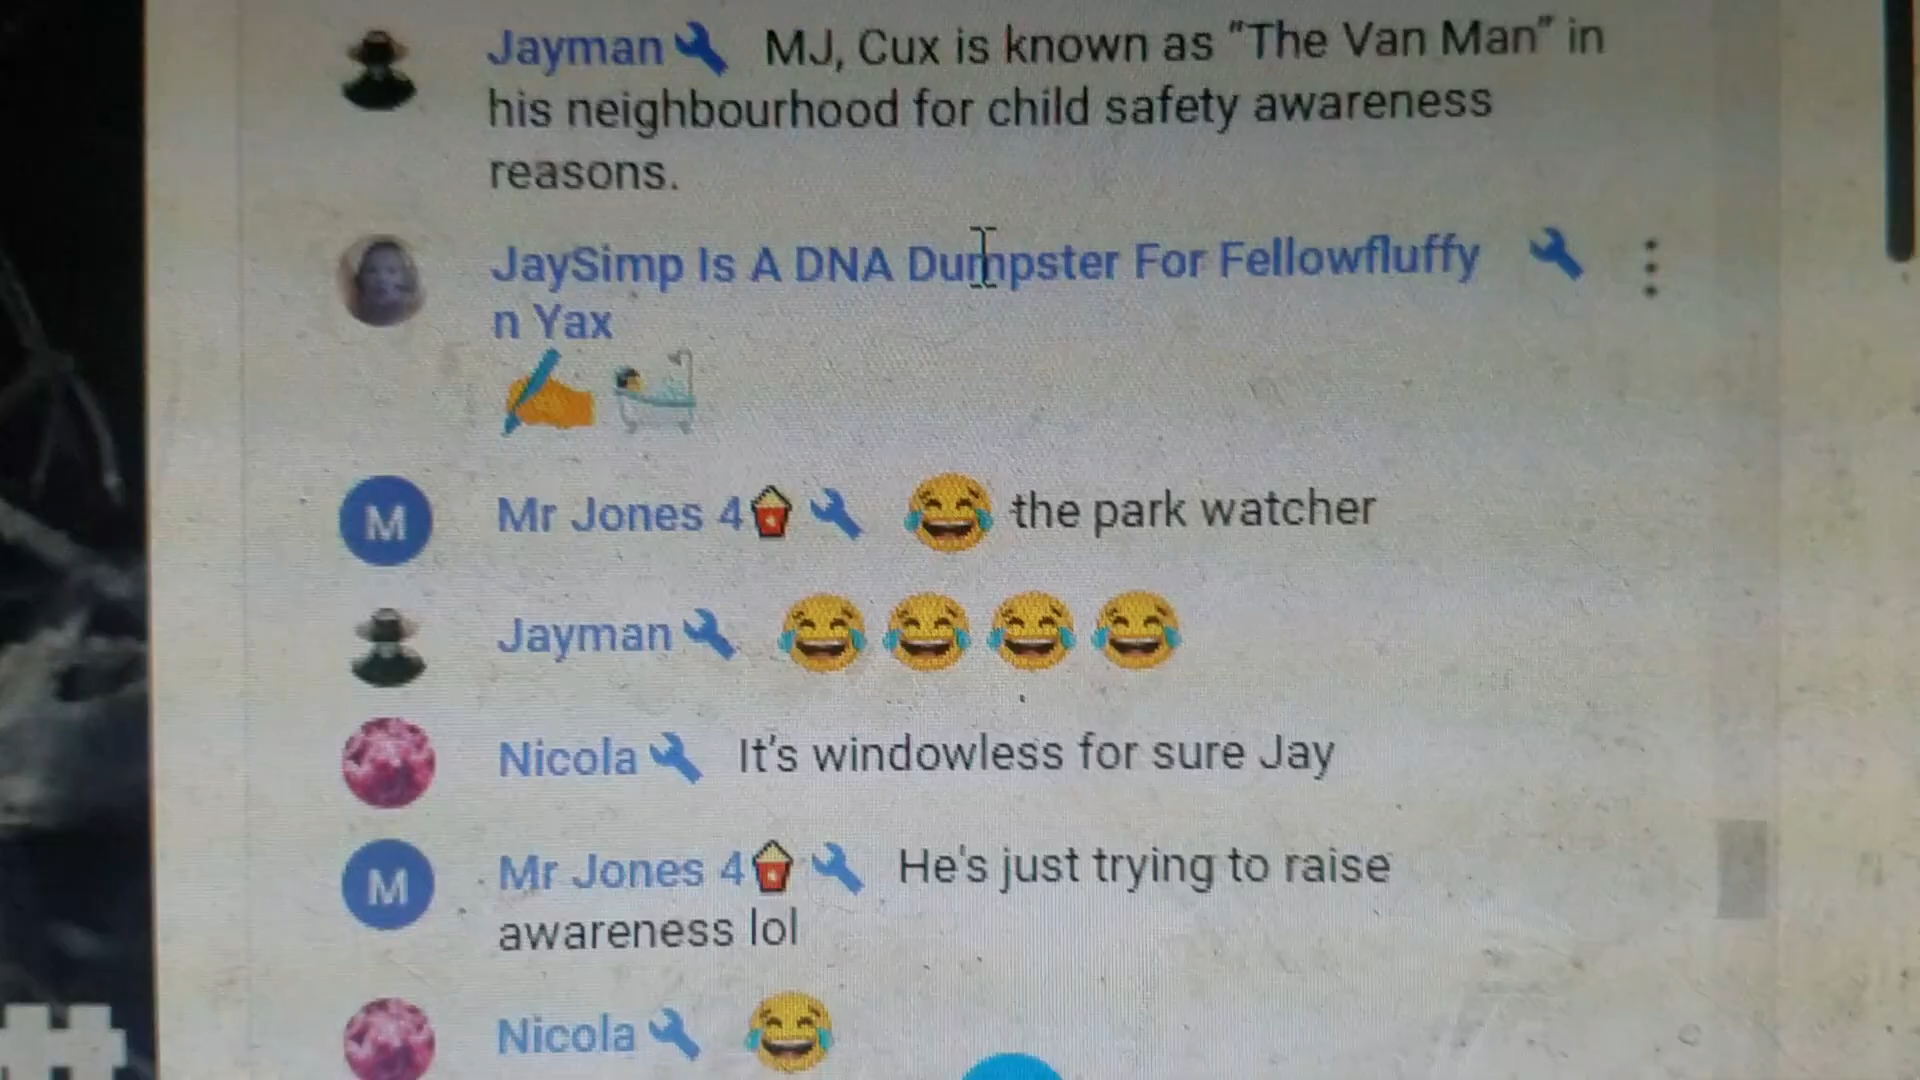 Jayman MJ, Cux is known as "The Van Man" in
his neighbourhood for child safety awareness
reasons.
JaySimp Is A DNA Dumpster For Fellowfluffy
n Yax
✍️ 🛀
M Mr Jones 4🍿 😂 the park watcher
Jayman 😂 😂 😂 😂
Nicola It's windowless for sure Jay
M Mr Jones 4🍿 He's just trying to raise
awareness lol
Nicola 😂